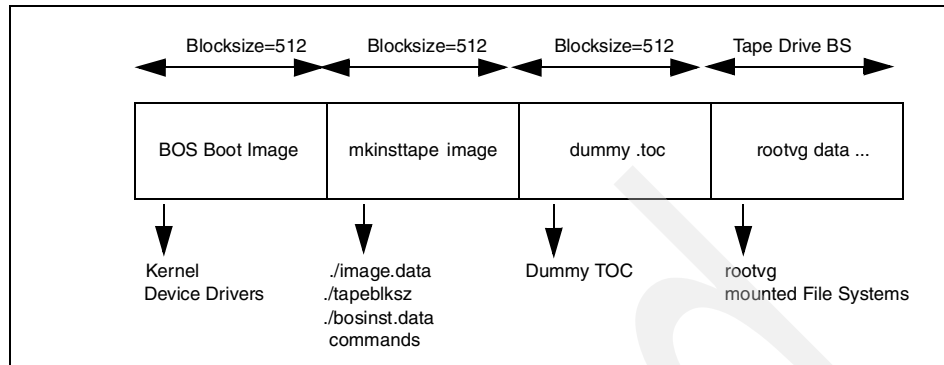 Blocksize=512 Blocksize=512 Blocksize=512 Tape Drive BS
BOS Boot Image mkinsttape image dummy .toc rootvg data ...
Kernel ./image.data Dummy TOC rootvg
Device Drivers ./tapeblksz mounted File Systems
./bosinst.data
commands